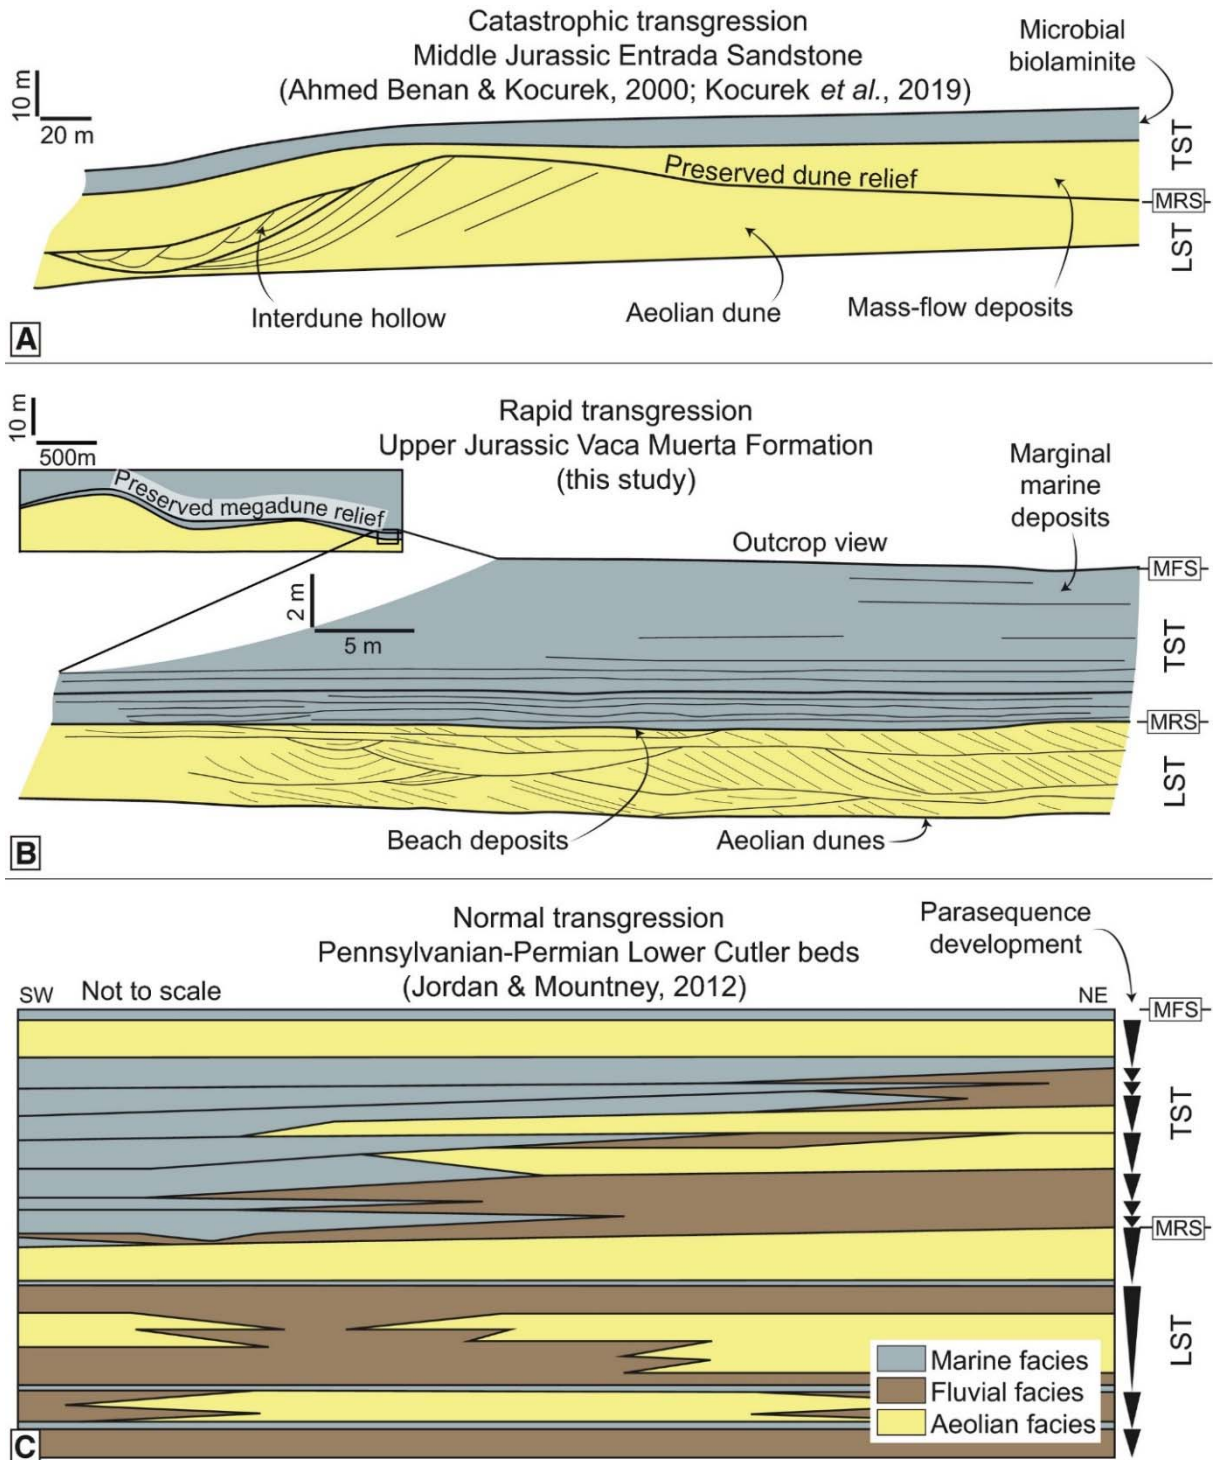 Catastrophic transgression
Middle Jurassic Entrada Sandstone
(Ahmed Benan & Kocurek, 2000; Kocurek et al., 2019)
Microbial
biolaminite
10 m
20 m
Preserved dune relief
TST
MRS
LST
Interdune hollow
Aeolian dune
Mass-flow deposits
A
Rapid transgression
Upper Jurassic Vaca Muerta Formation
(this study)
10 m
500m
Preserved megadune relief
Marginal
marine
deposits
Outcrop view
MFS
2 m
5 m
TST
MRS
LST
Beach deposits
Aeolian dunes
B
Normal transgression
Pennsylvanian-Permian Lower Cutler beds
(Jordan & Mountney, 2012)
Parasequence
development
SW
Not to scale
NE
MFS
TST
MRS
LST
Marine facies
Fluvial facies
Aeolian facies
C